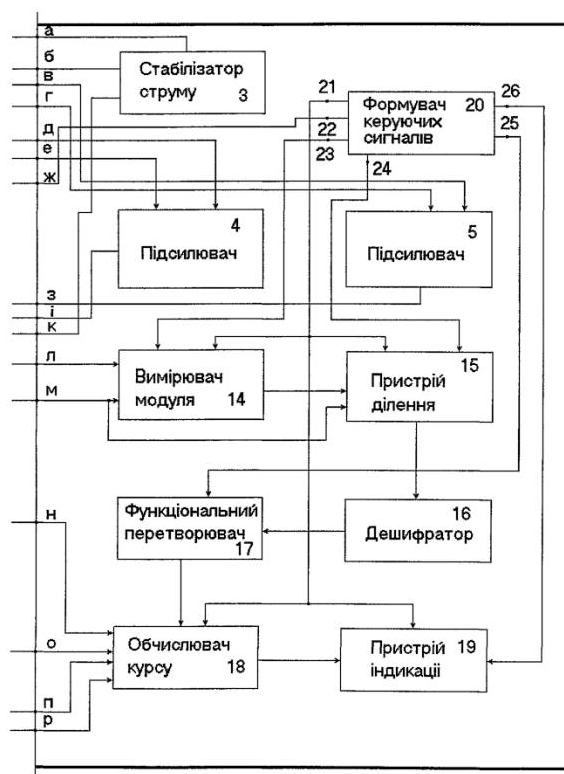 а
б
в
г
д
е
ж
Стабілізатор
струму 3
21
22
23
24
Формувач 20
керуючих
сигналів
26
25
4
Підсилювач
5
Підсилювач
з
і
к
л
м
Вимірювач
модуля 14
15
Пристрій
ділення
н
Функціональний
перетворювач
17
16
Дешифратор
о
п
р
Обчислювач
курсу 18
Пристрій 19
індикації